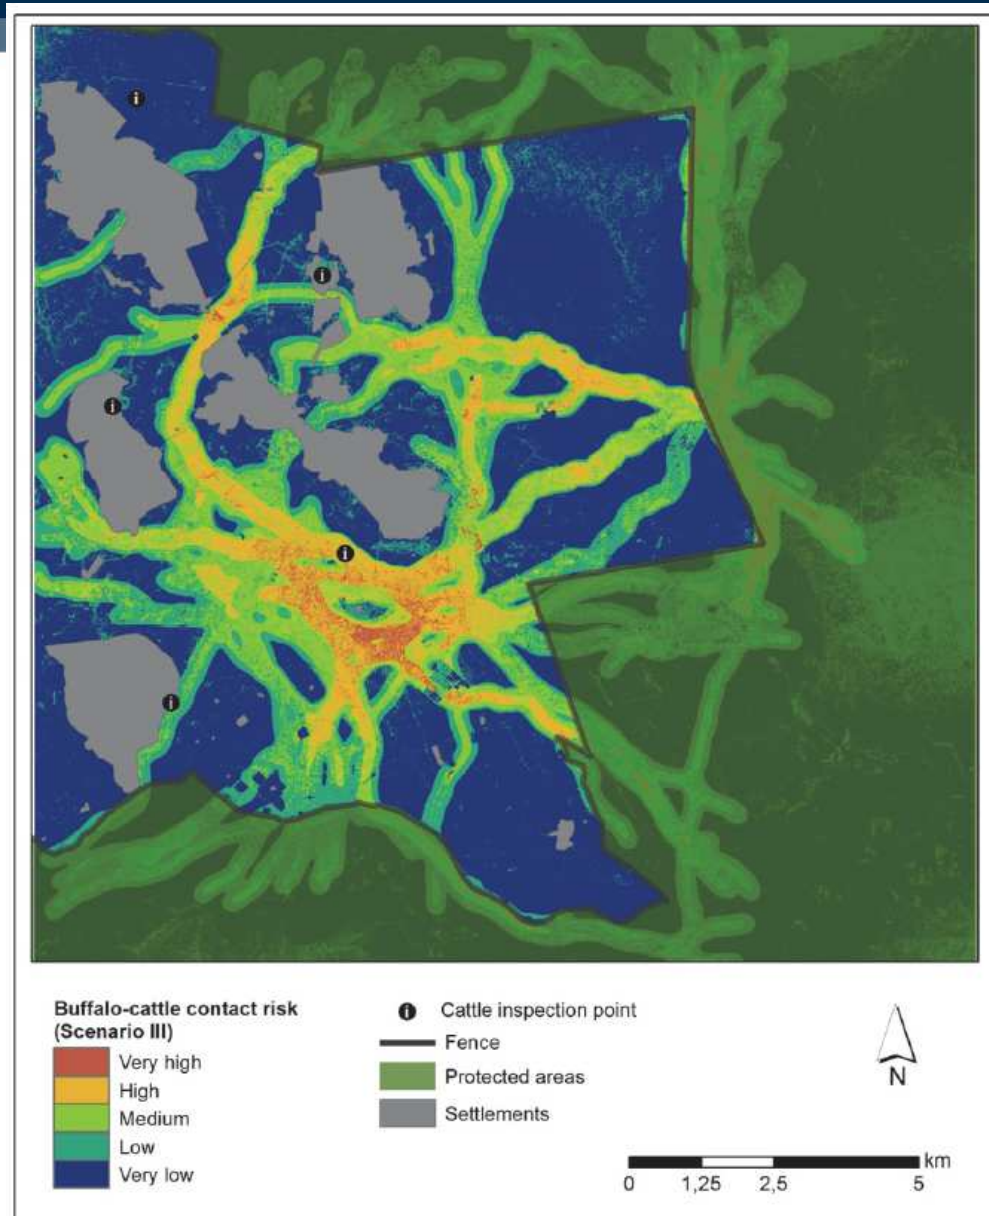 Buffalo-cattle contact risk
(Scenario III)
Very high
High
Medium
Low
Very low
i Cattle inspection point
Fence
Protected areas
Settlements
N
km
0 1,25 2,5 5